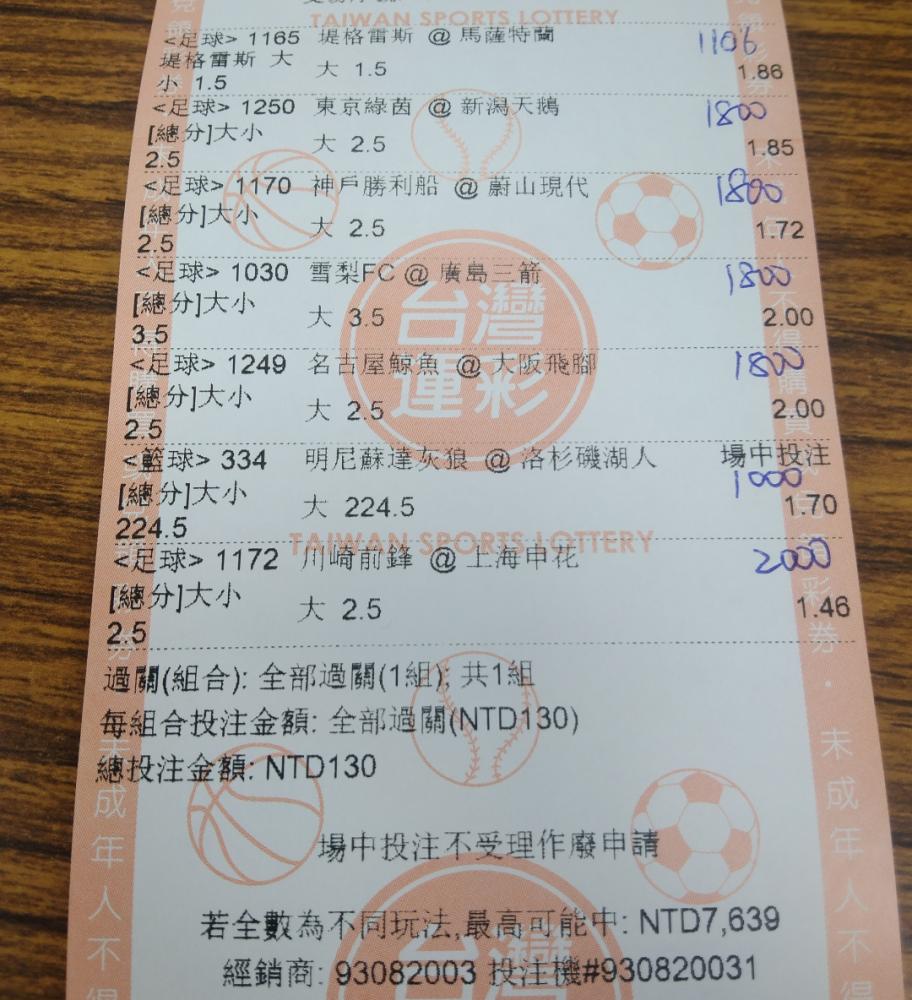 TAIWAN SPORTS LOTTERY
<足球> 1165 堤格雷斯 @ 馬薩特蘭 1106
堤格雷斯 大小 1.5 大 1.5 1.86
<足球> 1250 東京綠茵 @ 新潟天鵝 1800
[總分]大小 2.5 大 2.5 1.85
<足球> 1170 神戶勝利船 @ 蔚山現代 1800
[總分]大小 2.5 大 2.5 1.72
<足球> 1030 雪梨FC @ 廣島三箭 1800
[總分]大小 3.5 大 3.5 2.00
<足球> 1249 名古屋鯨魚 @ 大阪飛腳 1800
[總分]大小 2.5 大 2.5 2.00
台灣運彩
<籃球> 334 明尼蘇達灰狼 @ 洛杉磯湖人 場中投注
[總分]大小 224.5 大 224.5 1000 1.70
TAIWAN SPORTS LOTTERY
<足球> 1172 川崎前鋒 @ 上海申花 2000
[總分]大小 2.5 大 2.5 1.46
過關(組合): 全部過關(1組); 共1組
每組合投注金額: 全部過關(NTD130)
總投注金額: NTD130
場中投注不受理作廢申請
若全數為不同玩法,最高可能中: NTD7,639
經銷商: 93082003 投注機#930820031
台灣
未成年人不得
未成年人不得